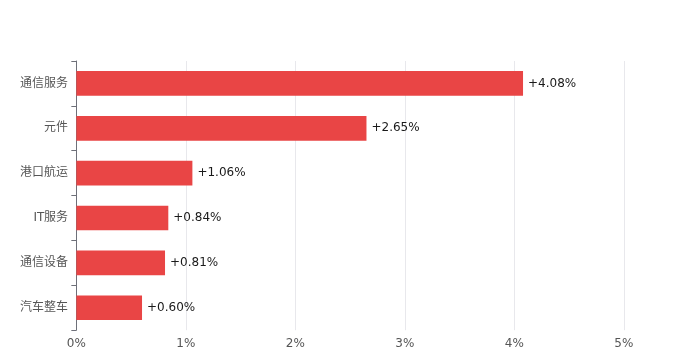 通信服务 +4.08%
元件 +2.65%
港口航运 +1.06%
IT服务 +0.84%
通信设备 +0.81%
汽车整车 +0.60%
0% 1% 2% 3% 4% 5%